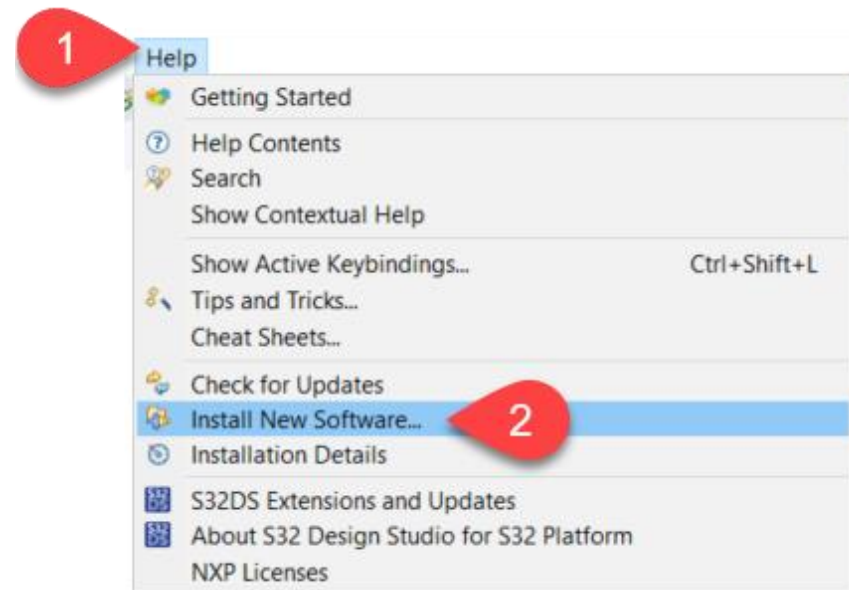 1
Help
Getting Started
Help Contents
Search
Show Contextual Help
Show Active Keybindings... Ctrl+Shift+L
Tips and Tricks...
Cheat Sheets...
Check for Updates
Install New Software... 2
Installation Details
S32DS Extensions and Updates
About S32 Design Studio for S32 Platform
NXP Licenses